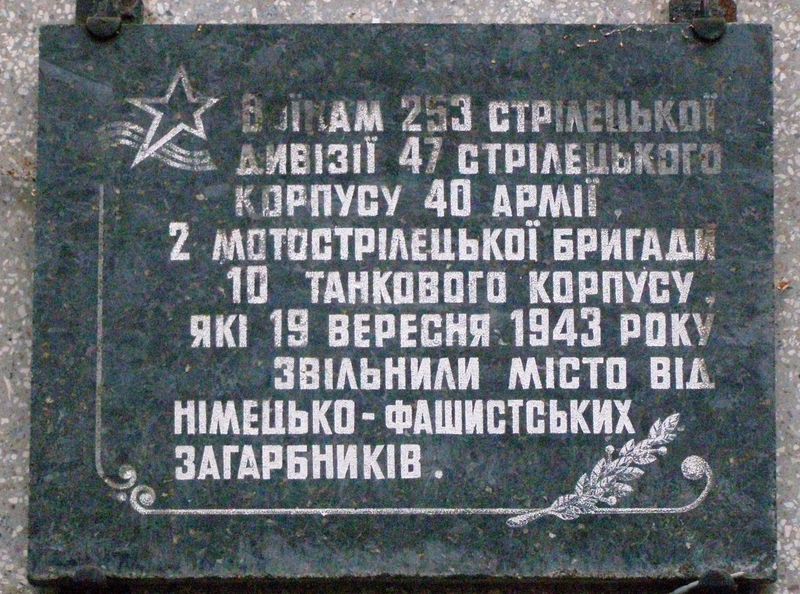 Воїнам 253 стрілецької
дивізії 47 стрілецького
корпусу 40 армії,
2 мотострілецької бригади
10 танкового корпусу,
які 19 вересня 1943 року
звільнили місто від
німецько-фашистських
загарбників.